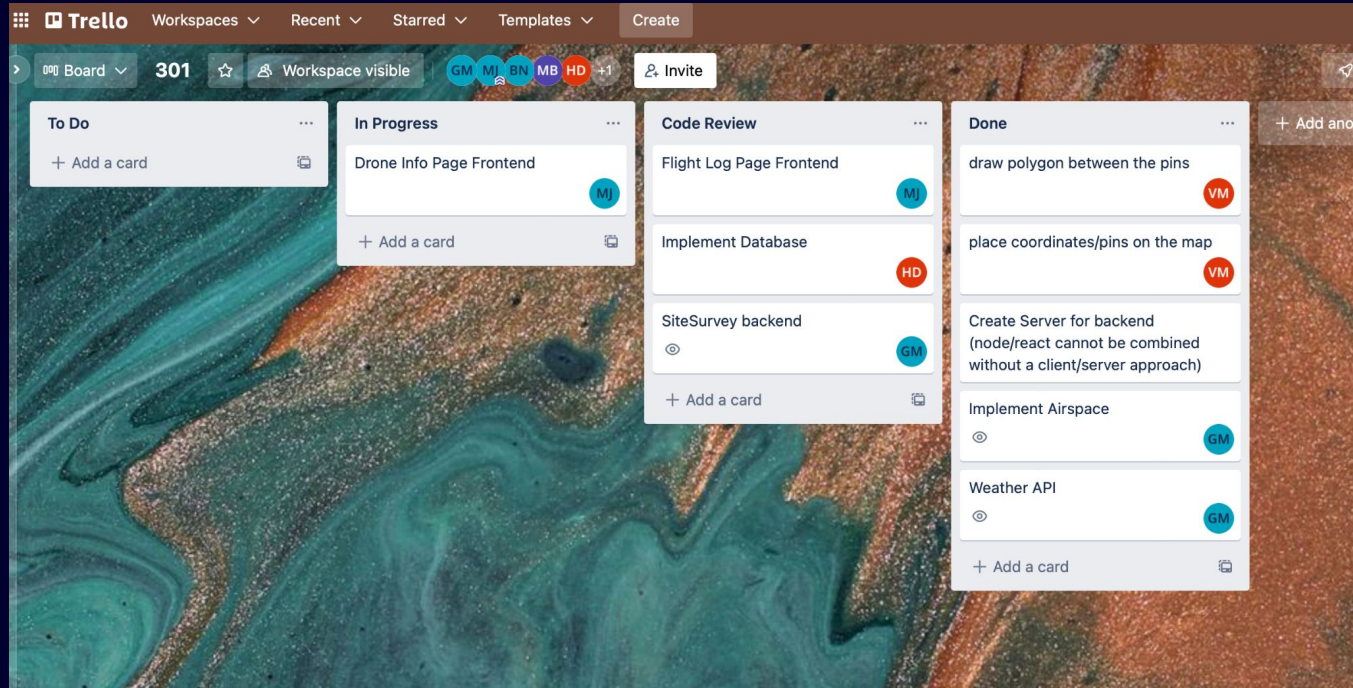 Trello Workspaces Recent Starred Templates Create
Board 301 Workspace visible GM MJ BN MB HD +1 Invite
To Do
Add a card
In Progress
Drone Info Page Frontend
MJ
Add a card
Code Review
Flight Log Page Frontend
MJ
Implement Database
HD
SiteSurvey backend
GM
Add a card
Done
draw polygon between the pins
VM
place coordinates/pins on the map
VM
Create Server for backend
(node/react cannot be combined
without a client/server approach)
Implement Airspace
GM
Weather API
GM
Add a card
+ Add ano